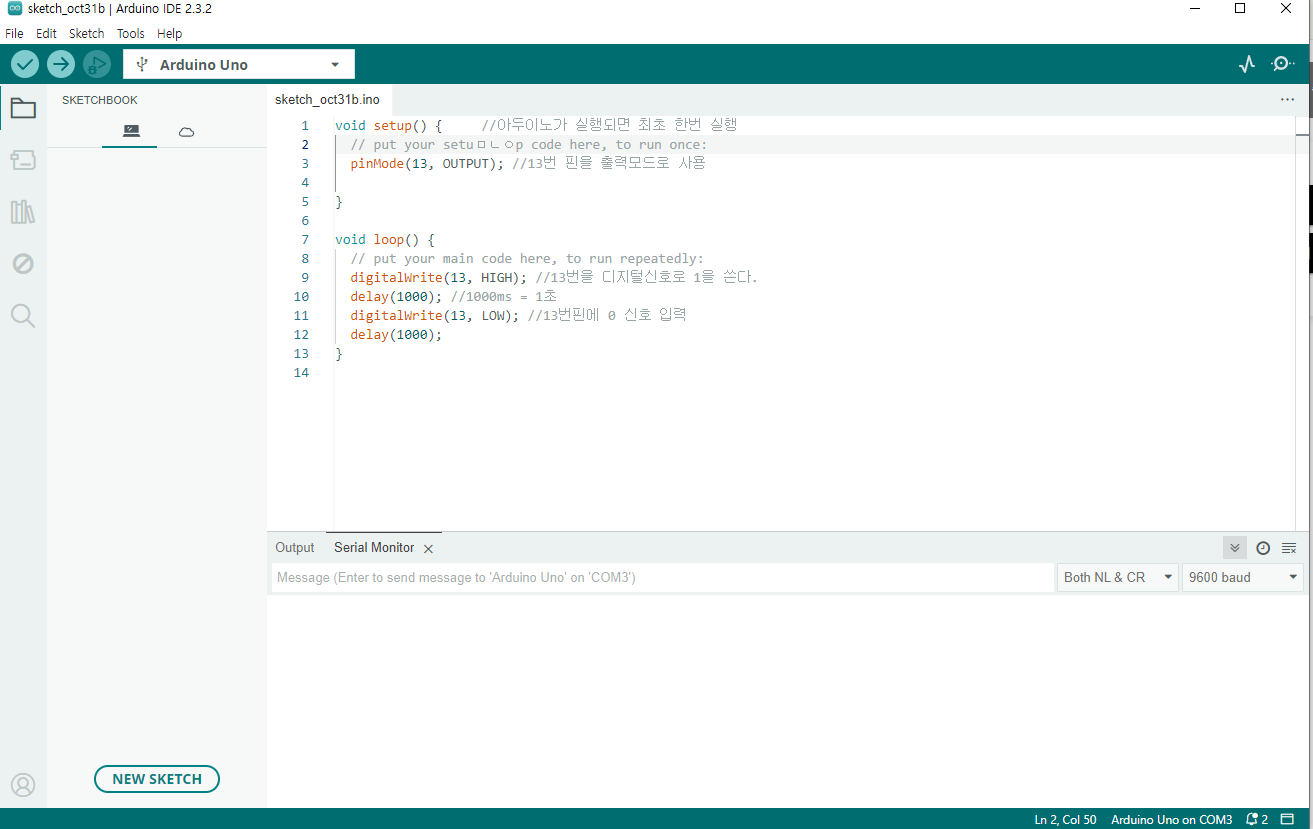 sketch_oct31b | Arduino IDE 2.3.2
File Edit Sketch Tools Help
Arduino Uno
SKETCHBOOK
sketch_oct31b.ino
1 void setup() { //아두이노가 실행되면 최초 한번 실행
2 // put your setuㅁㄴㅇp code here, to run once:
3 pinMode(13, OUTPUT); //13번 핀을 출력모드로 사용
4
5 }
6
7 void loop() {
8 // put your main code here, to run repeatedly:
9 digitalWrite(13, HIGH); //13번을 디지털신호로 1을 쓴다.
10 delay(1000); //1000ms = 1초
11 digitalWrite(13, LOW); //13번핀에 0 신호 입력
12 delay(1000);
13 }
14
Output Serial Monitor
Message (Enter to send message to 'Arduino Uno' on 'COM3')
Both NL & CR
9600 baud
NEW SKETCH
Ln 2, Col 50 Arduino Uno on COM3 2